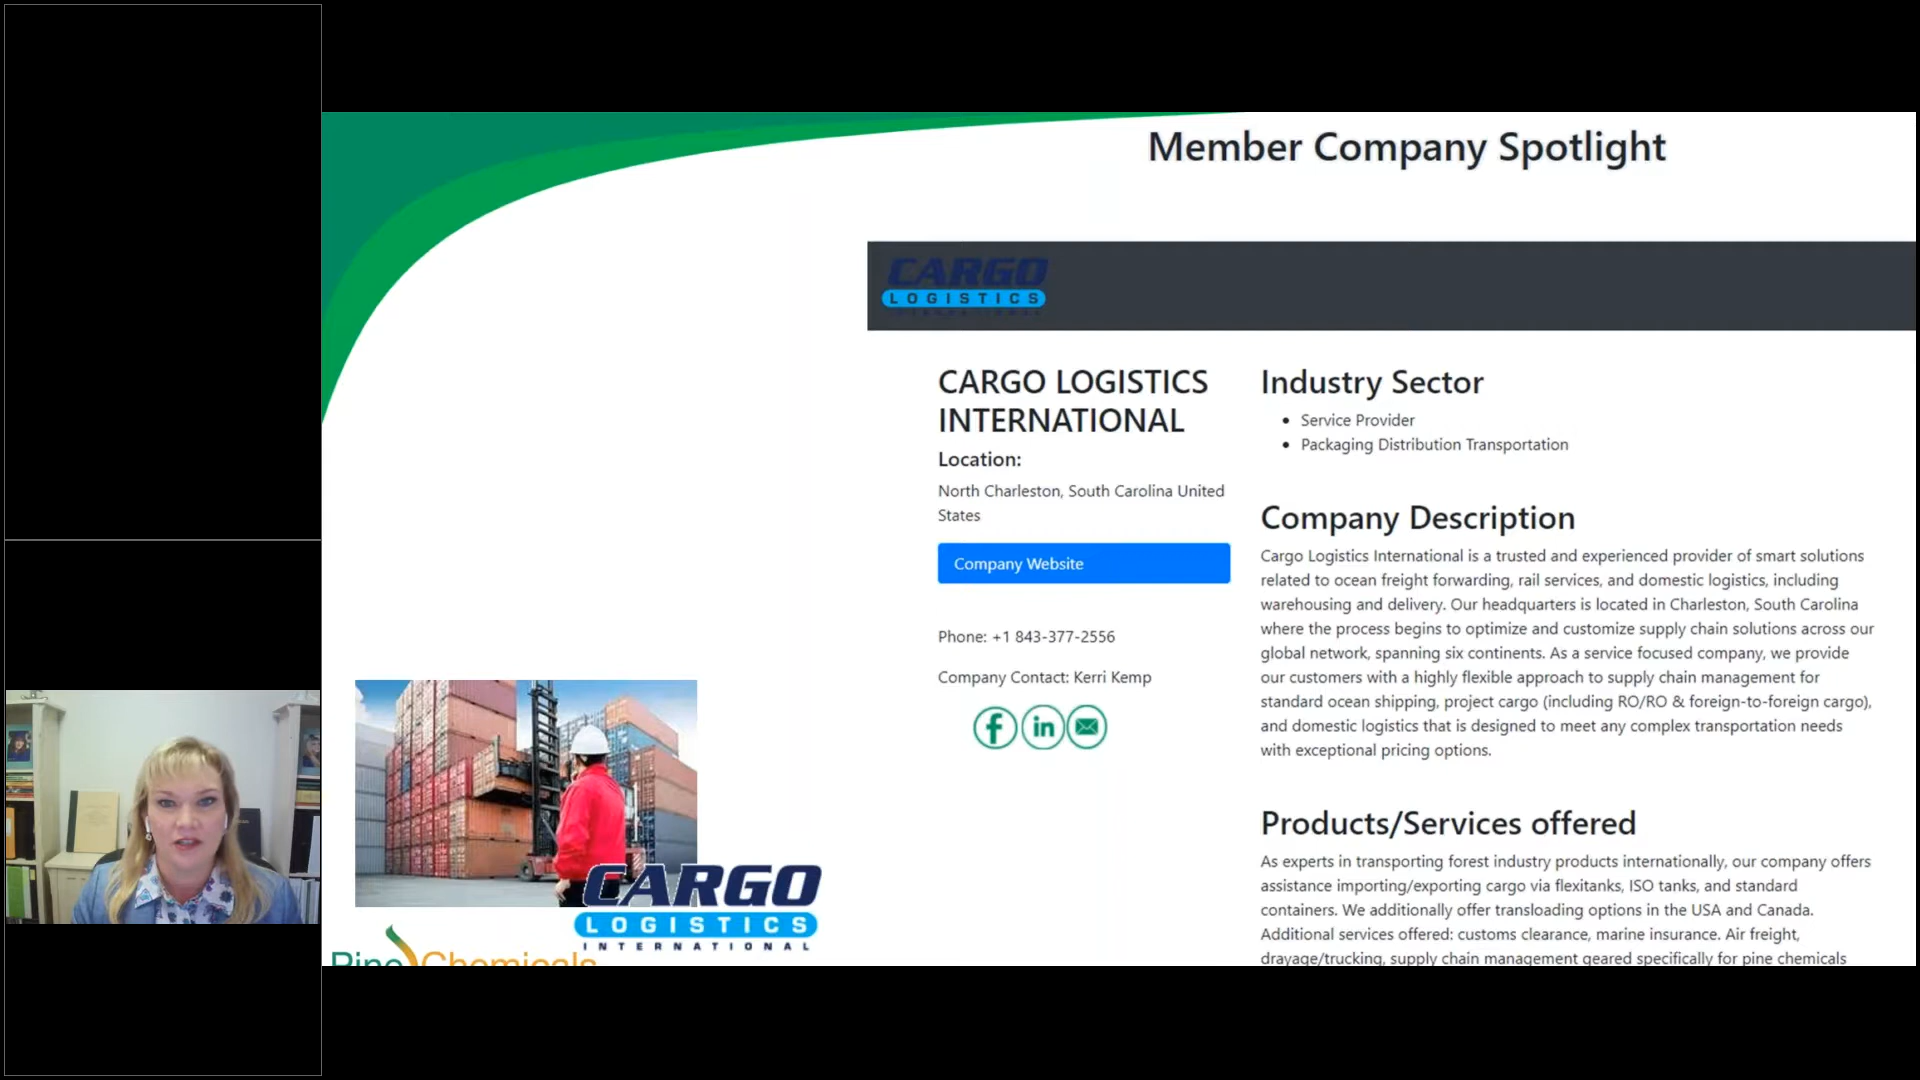 Member Company Spotlight
CARGO
LOGISTICS
CARGO LOGISTICS
INTERNATIONAL
Location:
North Charleston, South Carolina United
States
Company Website
Phone: +1 843-377-2556
Company Contact: Kerri Kemp
Industry Sector
Service Provider
Packaging Distribution Transportation
Company Description
Cargo Logistics International is a trusted and experienced provider of smart solutions
related to ocean freight forwarding, rail services, and domestic logistics, including
warehousing and delivery. Our headquarters is located in Charleston, South Carolina
where the process begins to optimize and customize supply chain solutions across our
global network, spanning six continents. As a service focused company, we provide
our customers with a highly flexible approach to supply chain management for
standard ocean shipping, project cargo (including RO/RO & foreign-to-foreign cargo),
and domestic logistics that is designed to meet any complex transportation needs
with exceptional pricing options.
Products/Services offered
As experts in transporting forest industry products internationally, our company offers
assistance importing/exporting cargo via flexitanks, ISO tanks, and standard
containers. We additionally offer transloading options in the USA and Canada.
Additional services offered: customs clearance, marine insurance. Air freight,
drayage/trucking, supply chain management geared specifically for pine chemicals
CARGO
LOGISTICS
INTERNATIONAL
Pine Chemicals